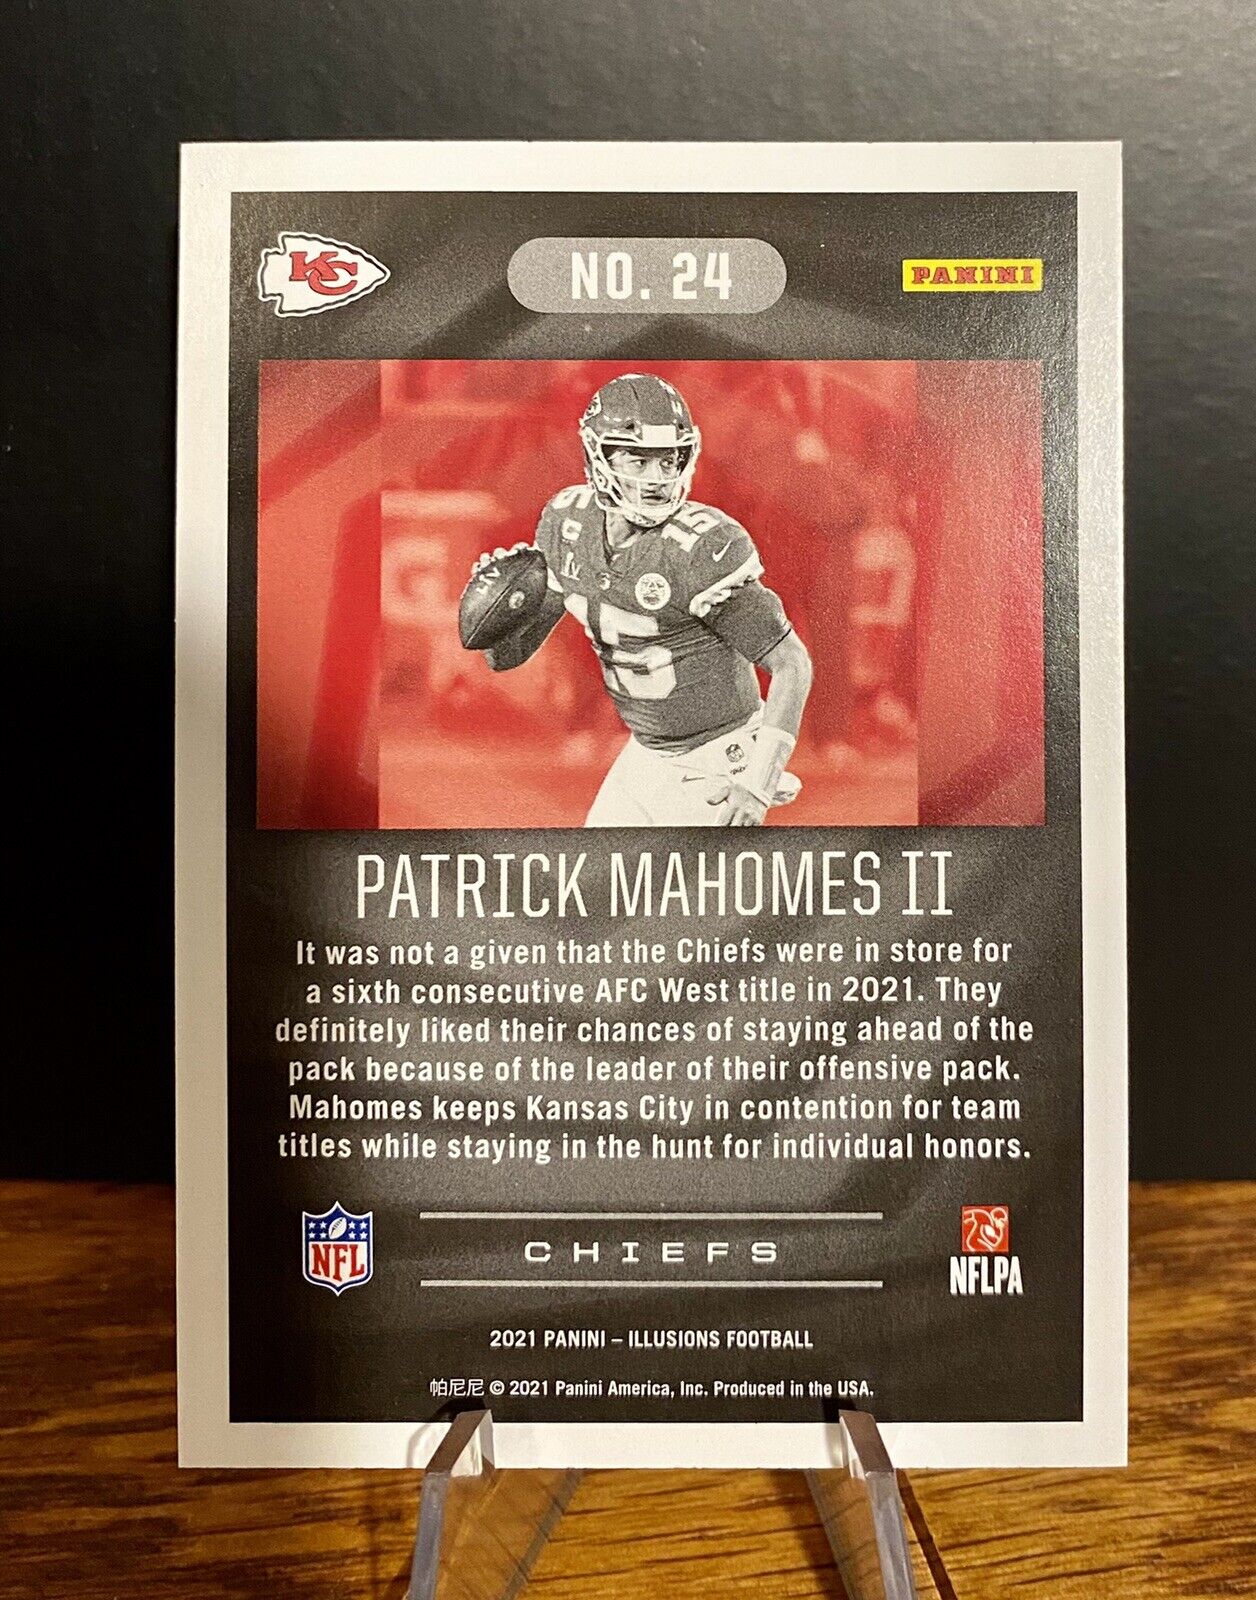 KC
NO. 24
PANINI
15
LV
15
PATRICK MAHOMES II
It was not a given that the Chiefs were in store for
a sixth consecutive AFC West title in 2021. They
definitely liked their chances of staying ahead of the
pack because of the leader of their offensive pack.
Mahomes keeps Kansas City in contention for team
titles while staying in the hunt for individual honors.
NFL
CHIEFS
NFLPA
2021 PANINI – ILLUSIONS FOOTBALL
帕尼尼 © 2021 Panini America, Inc. Produced in the USA.